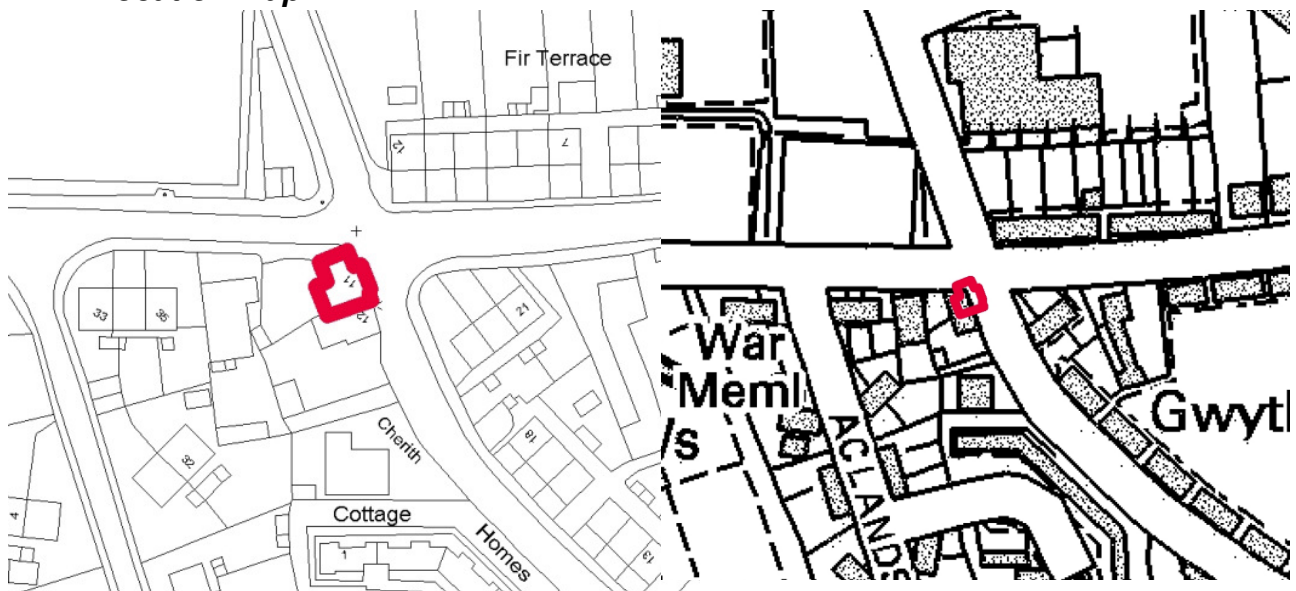 Fir Terrace
12
7
11
12
33
35
21
18
Cherith
32
4
Cottage
1
Homes
13
War
Meml
's
ACLANDS
Gwyth